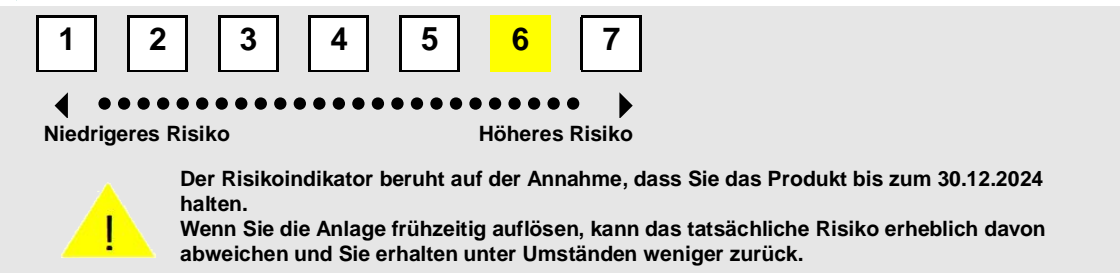 1 2 3 4 5 6 7
Niedrigeres Risiko Höheres Risiko
Der Risikoindikator beruht auf der Annahme, dass Sie das Produkt bis zum 30.12.2024
halten.
Wenn Sie die Anlage frühzeitig auflösen, kann das tatsächliche Risiko erheblich davon
abweichen und Sie erhalten unter Umständen weniger zurück.
!